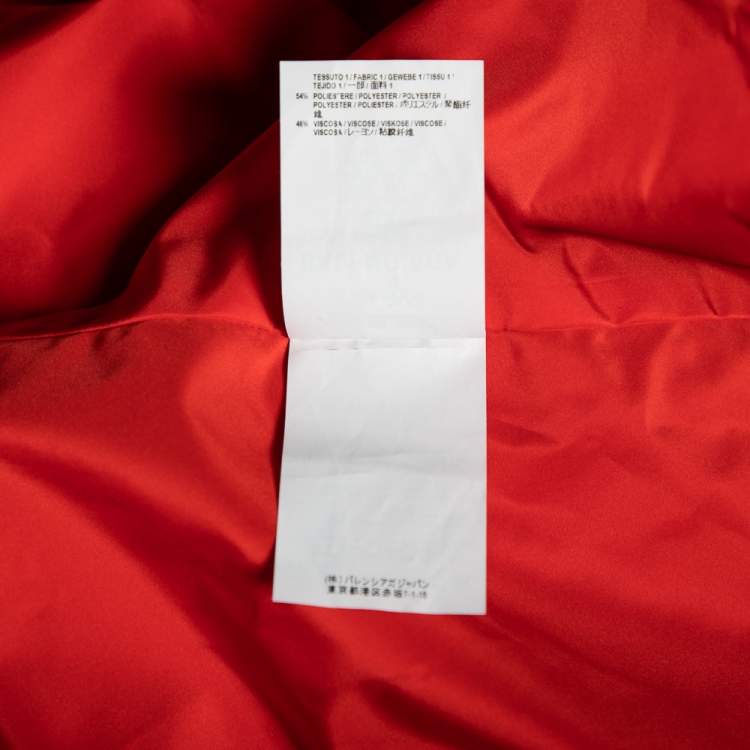 TESSUTO 1 / FABRIC 1 / GEWEBE 1 / TISSU 1 /
TEJIDO 1 / 一部 / 面料 1
54% POLIESTERE / POLYESTER / POLYESTER /
POLYESTER / POLIESTER / ポリエステル / 聚酯纤
维
46% VISCOSA / VISCOSE / VISKOSE / VISCOSE /
VISCOSA / レーヨン / 粘胶纤维
(株) バレンシアガジャパン
東京都港区赤坂